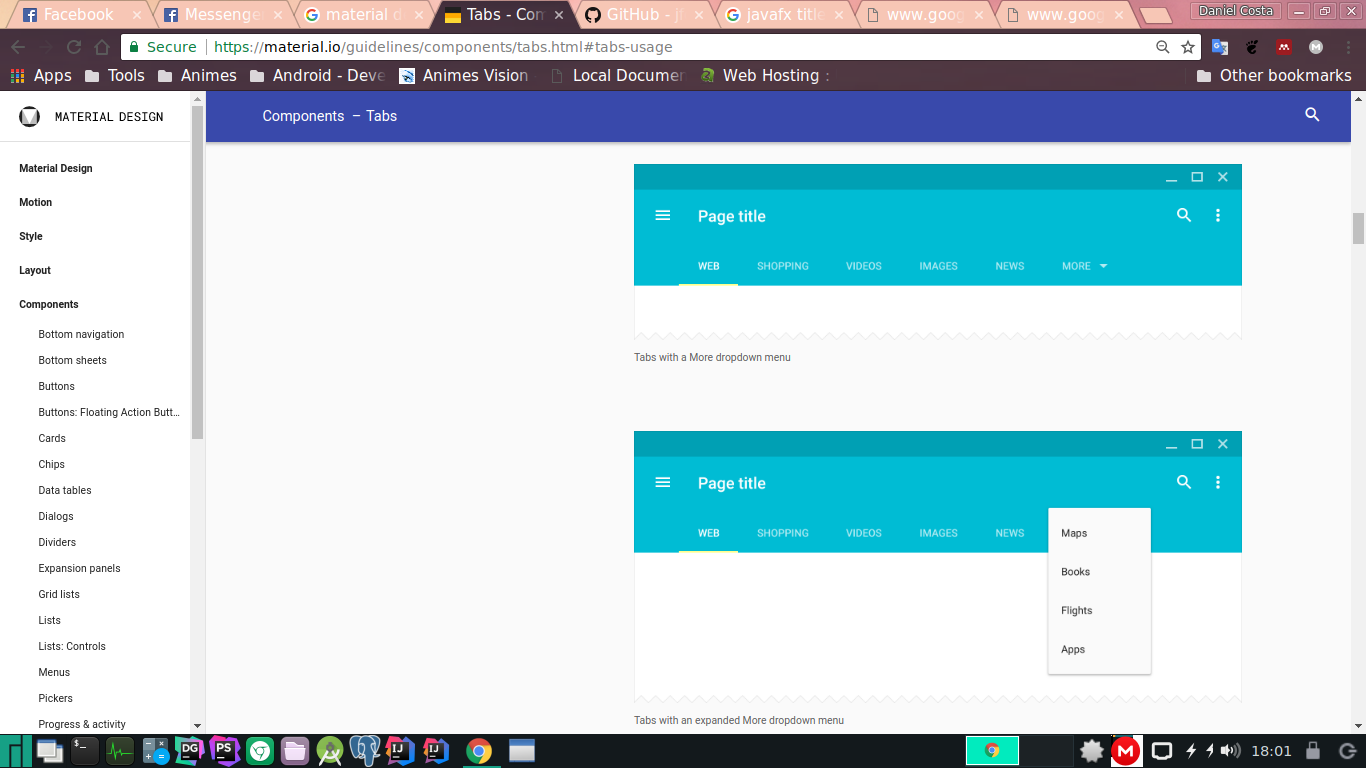 Facebook
Messenge
material d
Tabs - Com
GitHub - jf
javafx title
www.goog
www.goog
Daniel Costa
Secure
https://material.io/guidelines/components/tabs.html#tabs-usage
Apps
Tools
Animes
Android - Deve
Animes Vision
Local Documen
Web Hosting :
Other bookmarks
MATERIAL DESIGN
Components – Tabs
Material Design
Motion
Style
Layout
Components
Bottom navigation
Bottom sheets
Buttons
Buttons: Floating Action Butt…
Cards
Chips
Data tables
Dialogs
Dividers
Expansion panels
Grid lists
Lists
Lists: Controls
Menus
Pickers
Progress & activity
Page title
WEB SHOPPING VIDEOS IMAGES NEWS MORE
Tabs with a More dropdown menu
Page title
WEB SHOPPING VIDEOS IMAGES NEWS
Maps
Books
Flights
Apps
Tabs with an expanded More dropdown menu
DG
PS
IJ
IJ
M
18:01